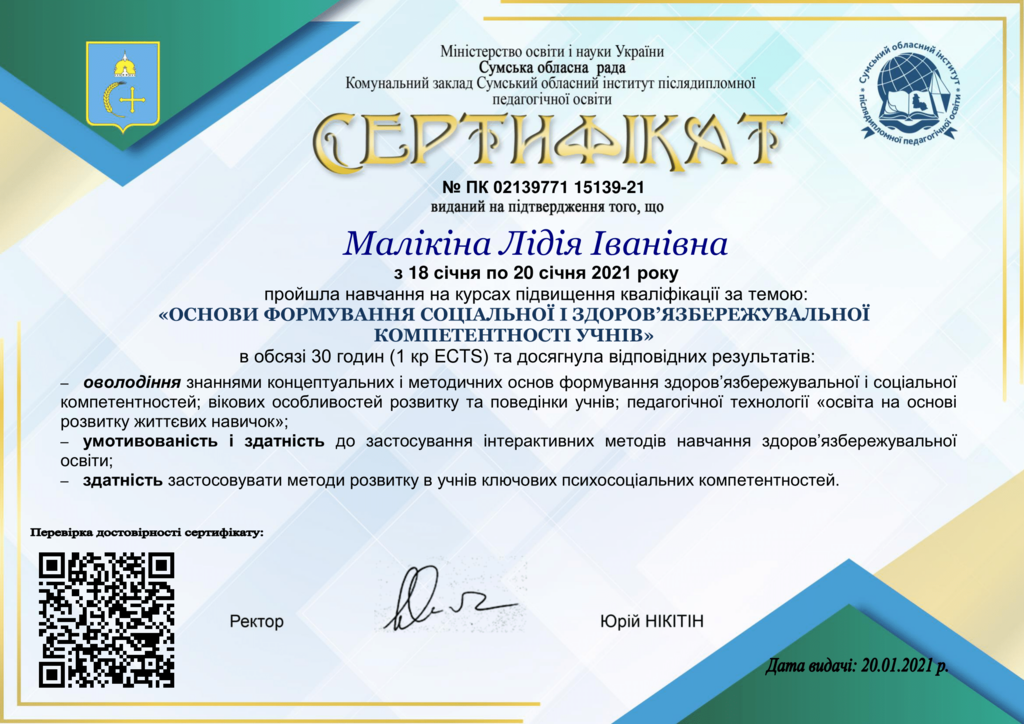 Міністерство освіти і науки України
Сумська обласна рада
Комунальний заклад Сумський обласний інститут післядипломної
педагогічної освіти
Сумський обласний інститут
післядипломної педагогічної освіти
СЕРТИФІКАТ
№ ПК 02139771 15139-21
виданий на підтвердження того, що
Малікіна Лідія Іванівна
з 18 січня по 20 січня 2021 року
пройшла навчання на курсах підвищення кваліфікації за темою:
«ОСНОВИ ФОРМУВАННЯ СОЦІАЛЬНОЇ І ЗДОРОВ’ЯЗБЕРЕЖУВАЛЬНОЇ
КОМПЕТЕНТНОСТІ УЧНІВ»
в обсязі 30 годин (1 кр ECTS) та досягнула відповідних результатів:
– оволодіння знаннями концептуальних і методичних основ формування здоров’язбережувальної і соціальної
компетентностей; вікових особливостей розвитку та поведінки учнів; педагогічної технології «освіта на основі
розвитку життєвих навичок»;
– умотивованість і здатність до застосування інтерактивних методів навчання здоров’язбережувальної
освіти;
– здатність застосовувати методи розвитку в учнів ключових психосоціальних компетентностей.
Перевірка достовірності сертифікату:
Ректор
Юрій НІКІТІН
Дата видачі: 20.01.2021 р.